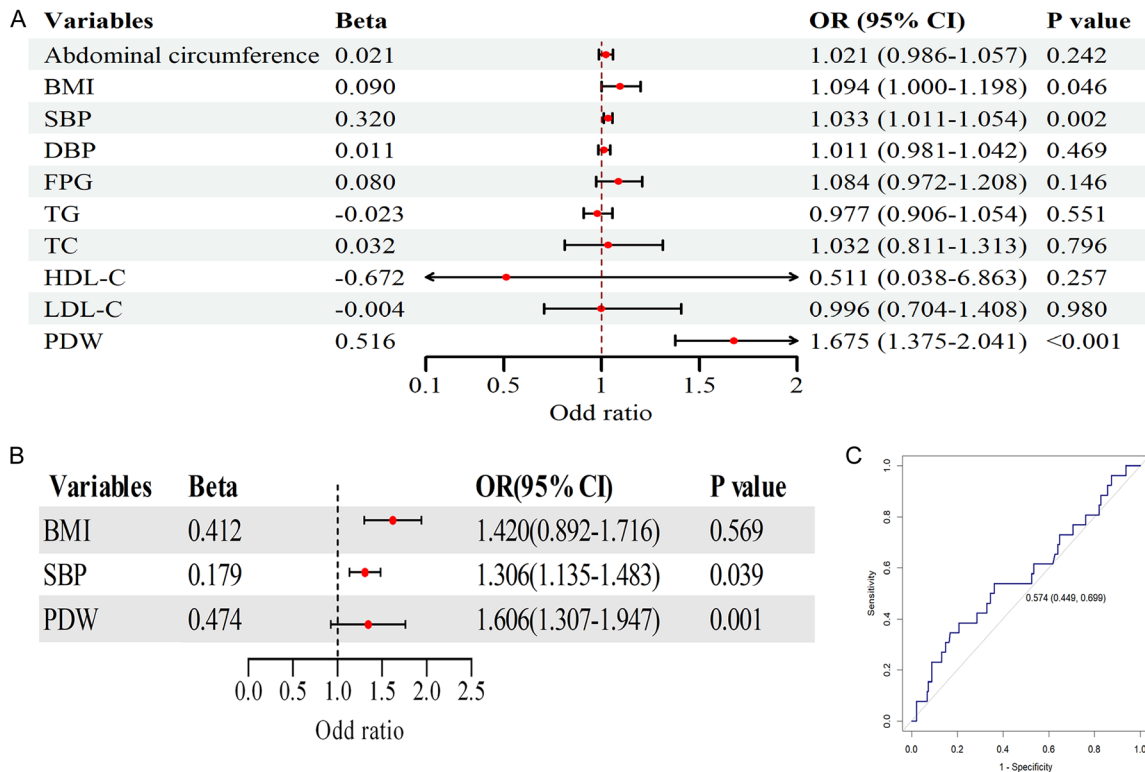 A
Variables Beta OR (95% CI) P value
Abdominal circumference 0.021 1.021 (0.986-1.057) 0.242
BMI 0.090 1.094 (1.000-1.198) 0.046
SBP 0.320 1.033 (1.011-1.054) 0.002
DBP 0.011 1.011 (0.981-1.042) 0.469
FPG 0.080 1.084 (0.972-1.208) 0.146
TG -0.023 0.977 (0.906-1.054) 0.551
TC 0.032 1.032 (0.811-1.313) 0.796
HDL-C -0.672 0.511 (0.038-6.863) 0.257
LDL-C -0.004 0.996 (0.704-1.408) 0.980
PDW 0.516 1.675 (1.375-2.041) <0.001
0.1 0.5 1 1.5 2
Odd ratio
B
Variables Beta OR(95% CI) P value
BMI 0.412 1.420(0.892-1.716) 0.569
SBP 0.179 1.306(1.135-1.483) 0.039
PDW 0.474 1.606(1.307-1.947) 0.001
0.0 0.5 1.0 1.5 2.0 2.5
Odd ratio
C
1.0
0.8
0.6
0.4
0.2
0.0
Sensitivity
0.574 (0.449, 0.699)
0.0 0.2 0.4 0.6 0.8 1.0
1 - Specificity